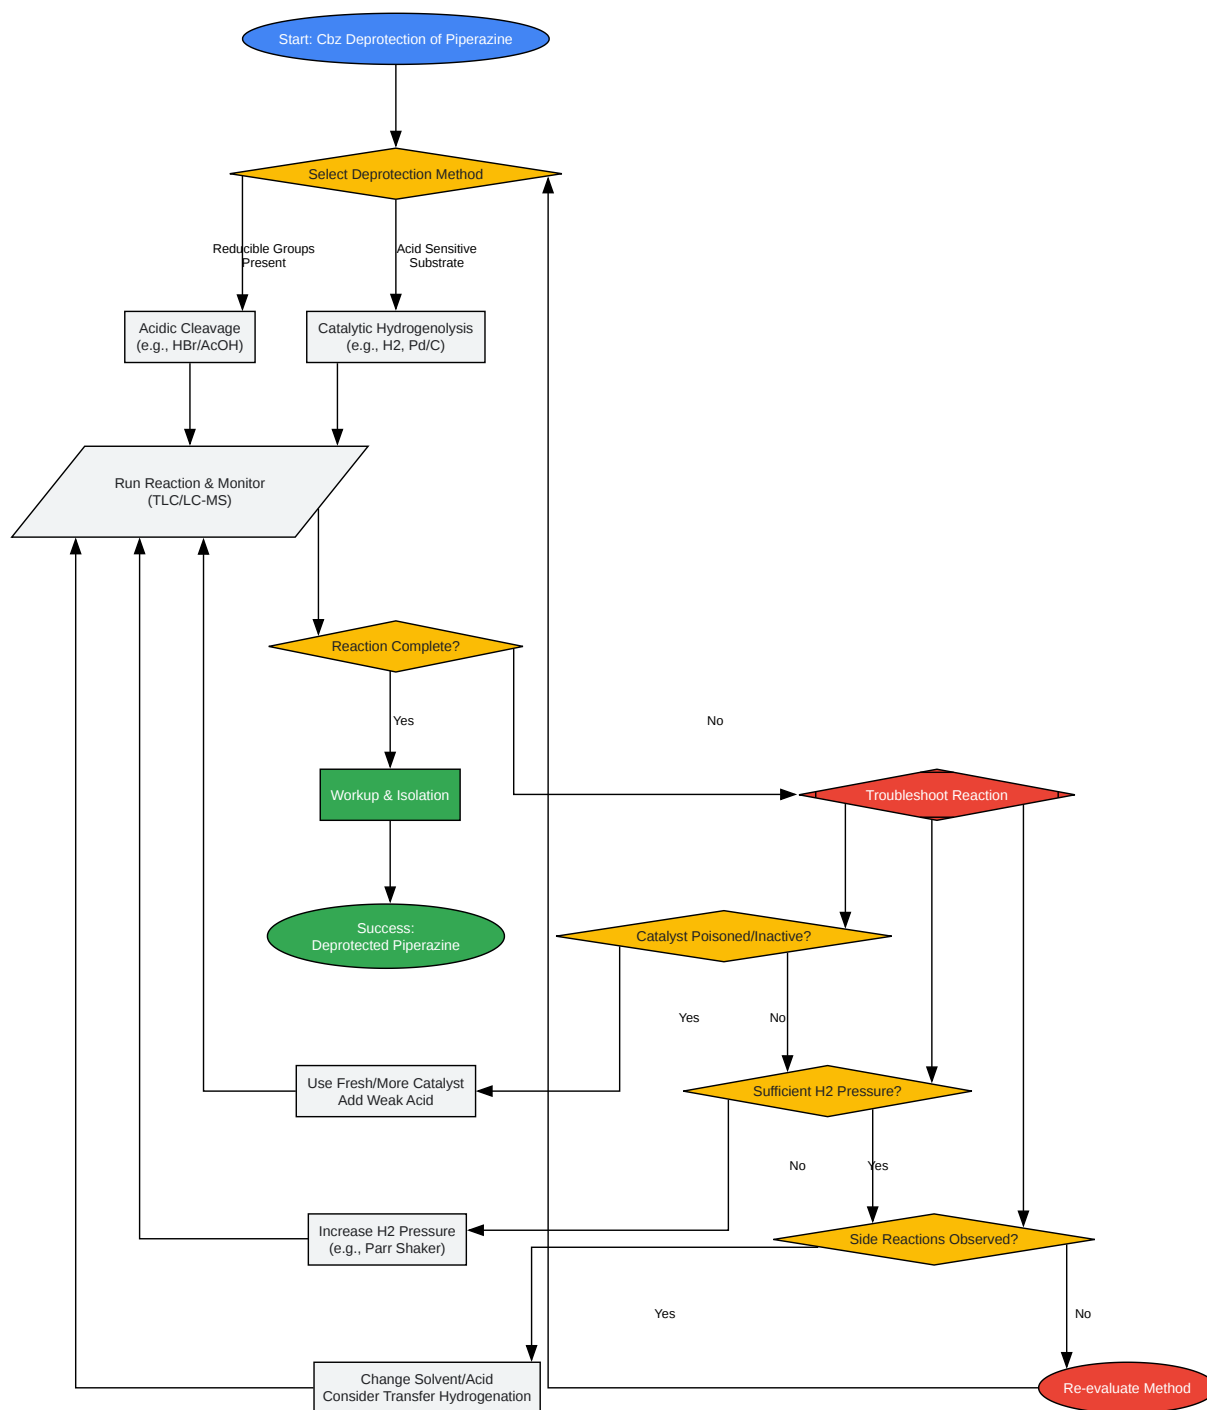 Start: Cbz Deprotection of Piperazine
Select Deprotection Method
Reducible Groups
Present
Acid Sensitive
Substrate
Acidic Cleavage
(e.g., HBr/AcOH)
Catalytic Hydrogenolysis
(e.g., H2, Pd/C)
Run Reaction & Monitor
(TLC/LC-MS)
Reaction Complete?
Yes
No
Workup & Isolation
Troubleshoot Reaction
Success:
Deprotected Piperazine
Catalyst Poisoned/Inactive?
Yes
No
Use Fresh/More Catalyst
Add Weak Acid
Sufficient H2 Pressure?
No
Yes
Increase H2 Pressure
(e.g., Parr Shaker)
Side Reactions Observed?
Yes
No
Change Solvent/Acid
Consider Transfer Hydrogenation
Re-evaluate Method